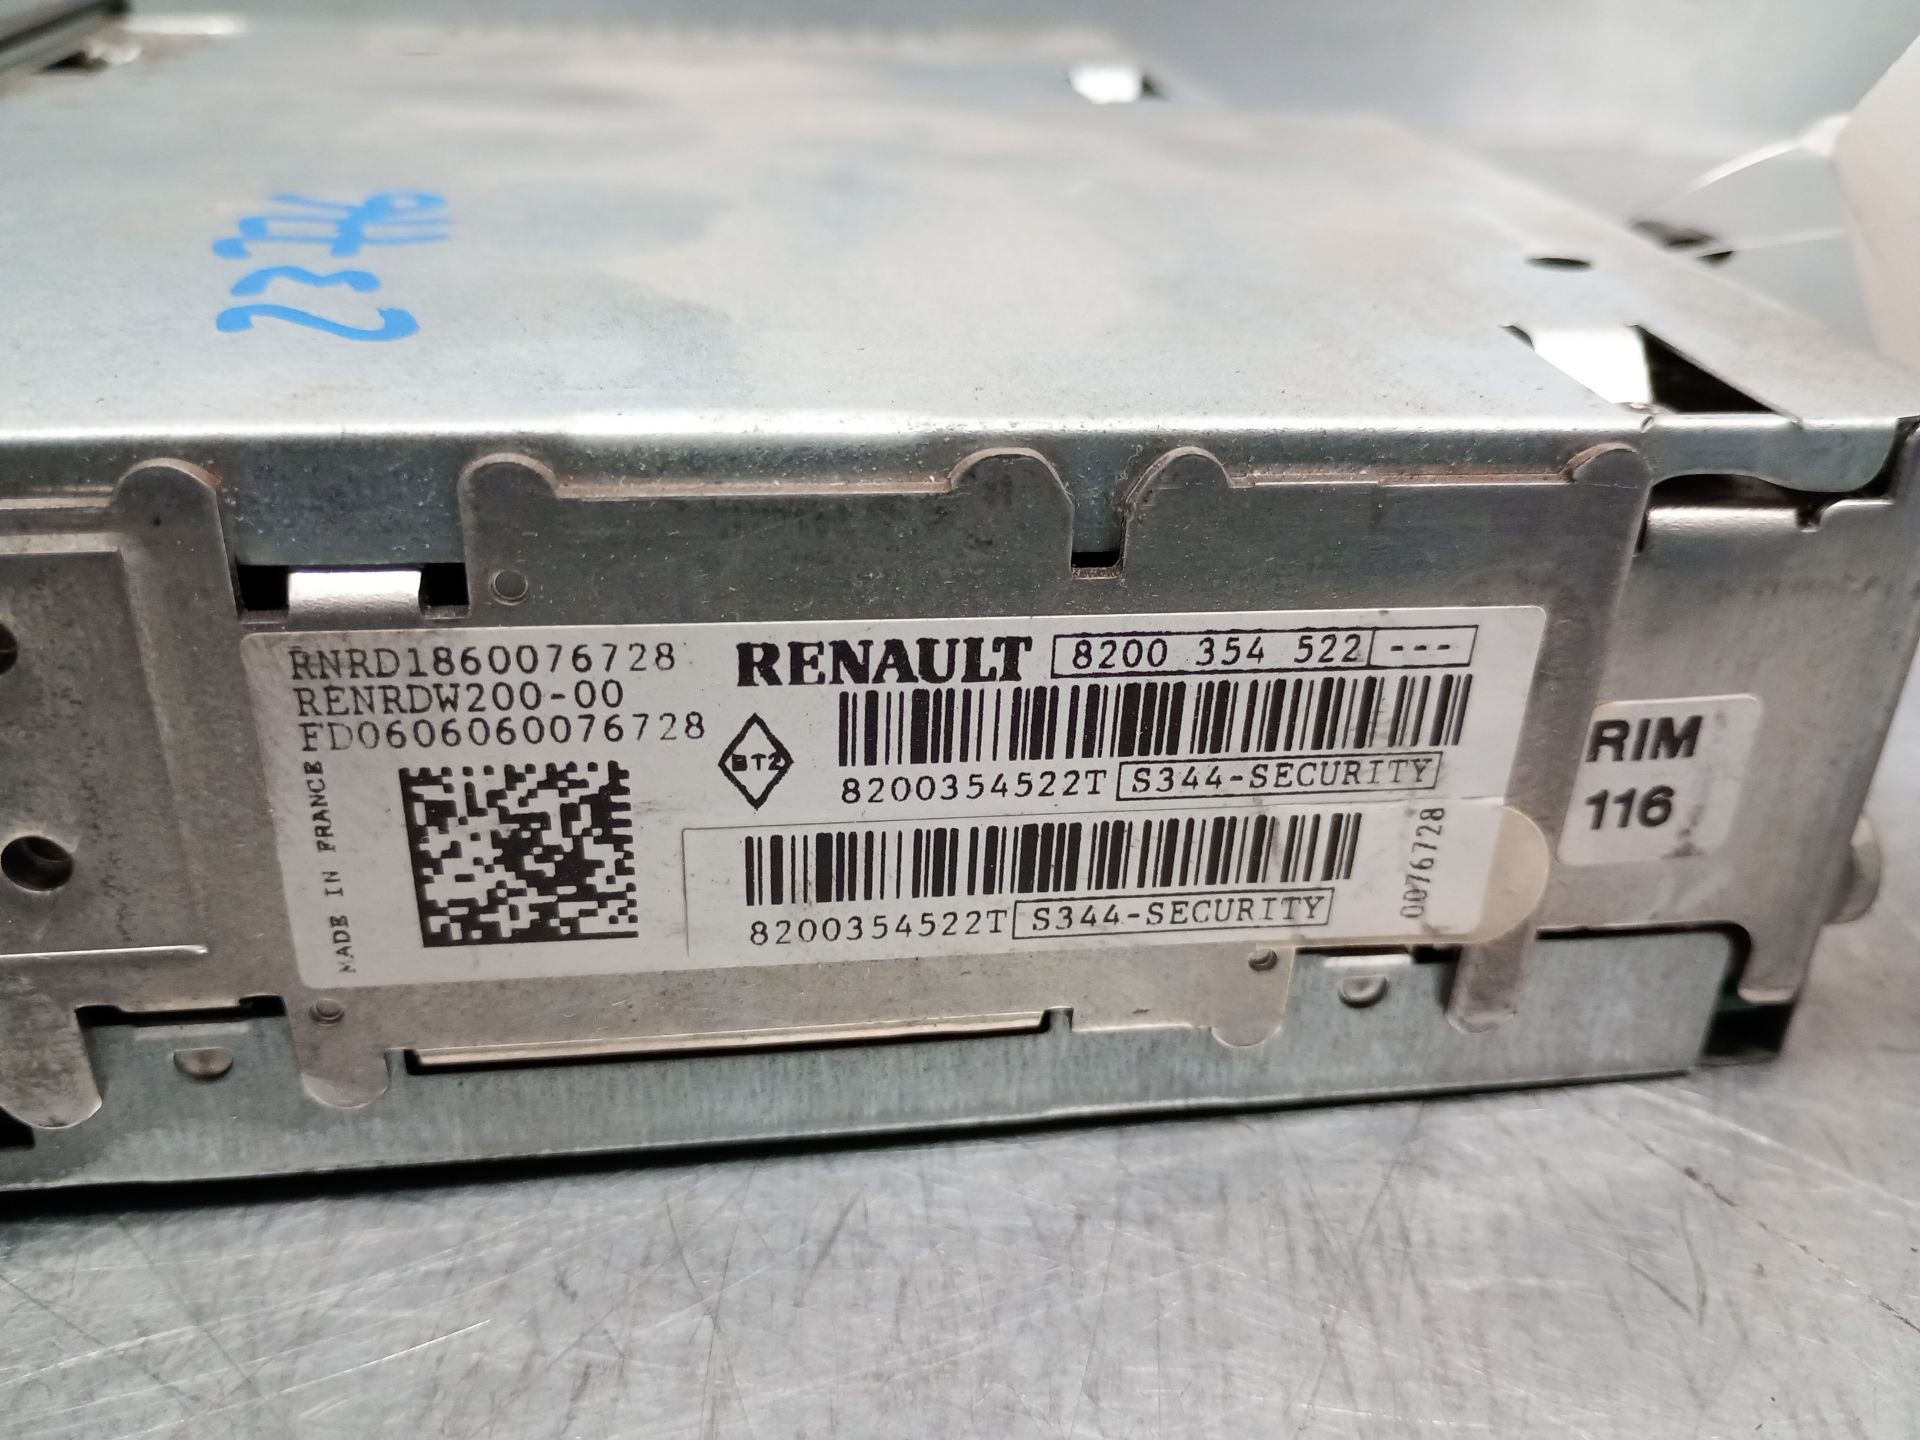 2376
RNRD1860076728
RENRDW200-00
FD0606060076728
MADE IN FRANCE
RENAULT 8200 354 522 ---
BT2
8200354522T S344-SECURITY
8200354522T S344-SECURITY
0076728
RIM
116